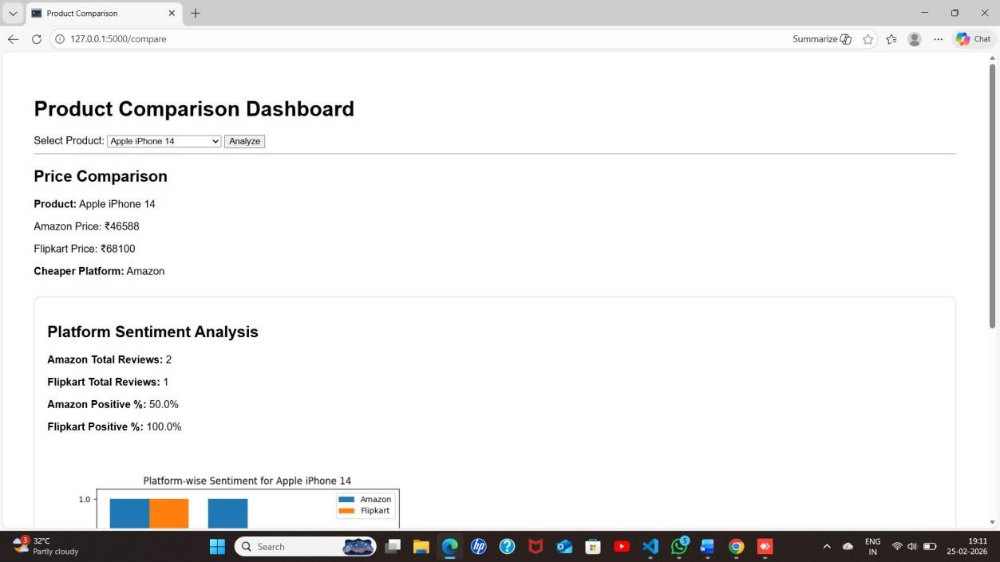 Product Comparison
127.0.0.1:5000/compare
Summarize
Chat
Product Comparison Dashboard
Select Product: Apple iPhone 14 Analyze
Price Comparison
Product: Apple iPhone 14
Amazon Price: ₹46588
Flipkart Price: ₹68100
Cheaper Platform: Amazon
Platform Sentiment Analysis
Amazon Total Reviews: 2
Flipkart Total Reviews: 1
Amazon Positive %: 50.0%
Flipkart Positive %: 100.0%
Platform-wise Sentiment for Apple iPhone 14
1.0
Amazon
Flipkart
3
32°C
Partly cloudy
Search
hp
5
ENG
IN
19:11
25-02-2026